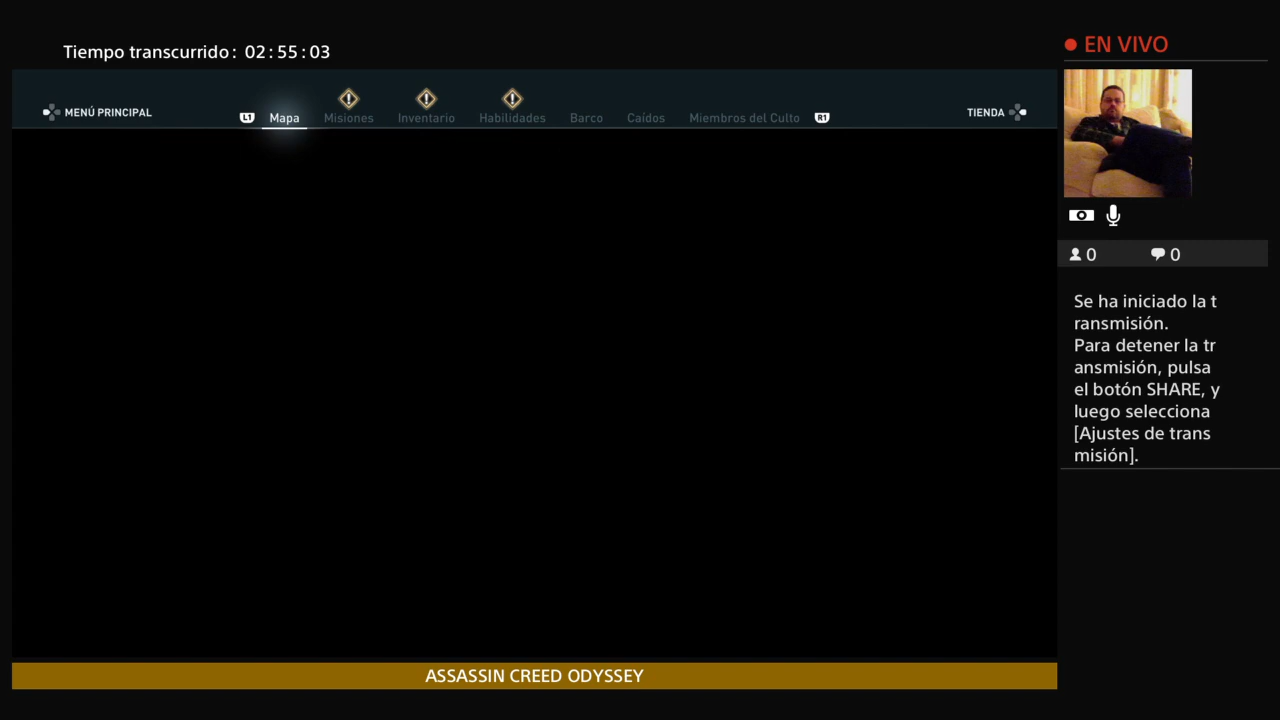 Tiempo transcurrido: 02:55:03
EN VIVO
MENÚ PRINCIPAL
L1 Mapa Misiones Inventario Habilidades Barco Caídos Miembros del Culto R1
TIENDA
0 0
Se ha iniciado la t
ransmisión.
Para detener la tr
ansmisión, pulsa
el botón SHARE, y
luego selecciona
[Ajustes de trans
misión].
ASSASSIN CREED ODYSSEY